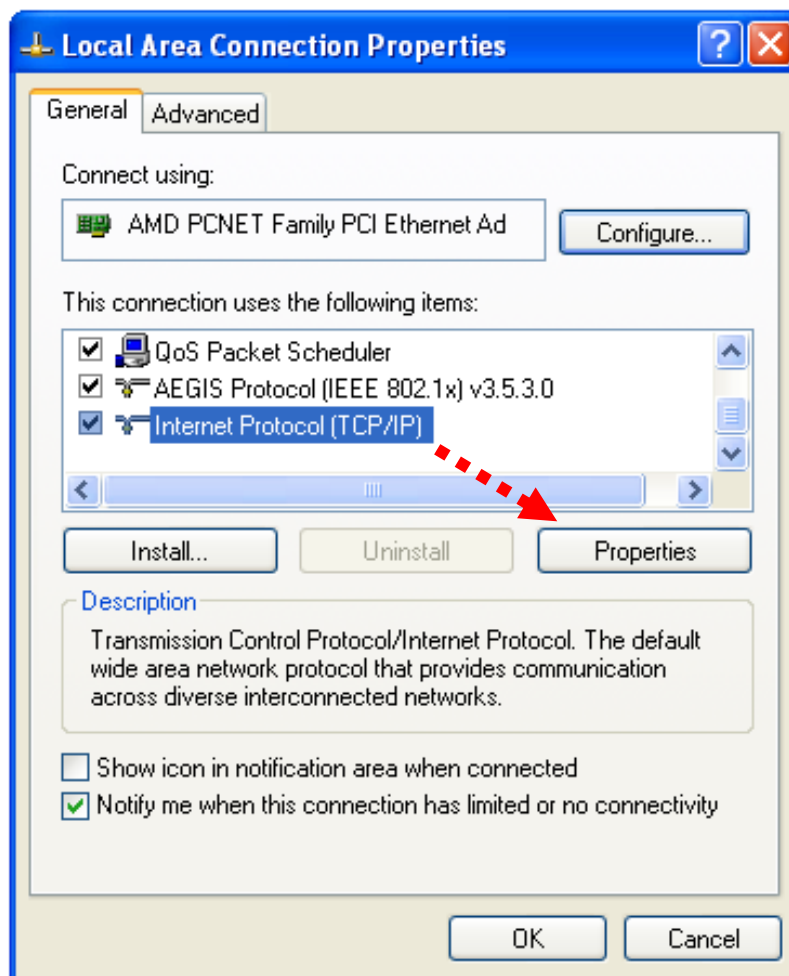 Local Area Connection Properties
General
Advanced
Connect using:
AMD PCNET Family PCI Ethernet Ad
Configure...
This connection uses the following items:
QoS Packet Scheduler
AEGIS Protocol (IEEE 802.1x) v3.5.3.0
Internet Protocol (TCP/IP)
Install...
Uninstall
Properties
Description
Transmission Control Protocol/Internet Protocol. The default
wide area network protocol that provides communication
across diverse interconnected networks.
Show icon in notification area when connected
Notify me when this connection has limited or no connectivity
OK
Cancel